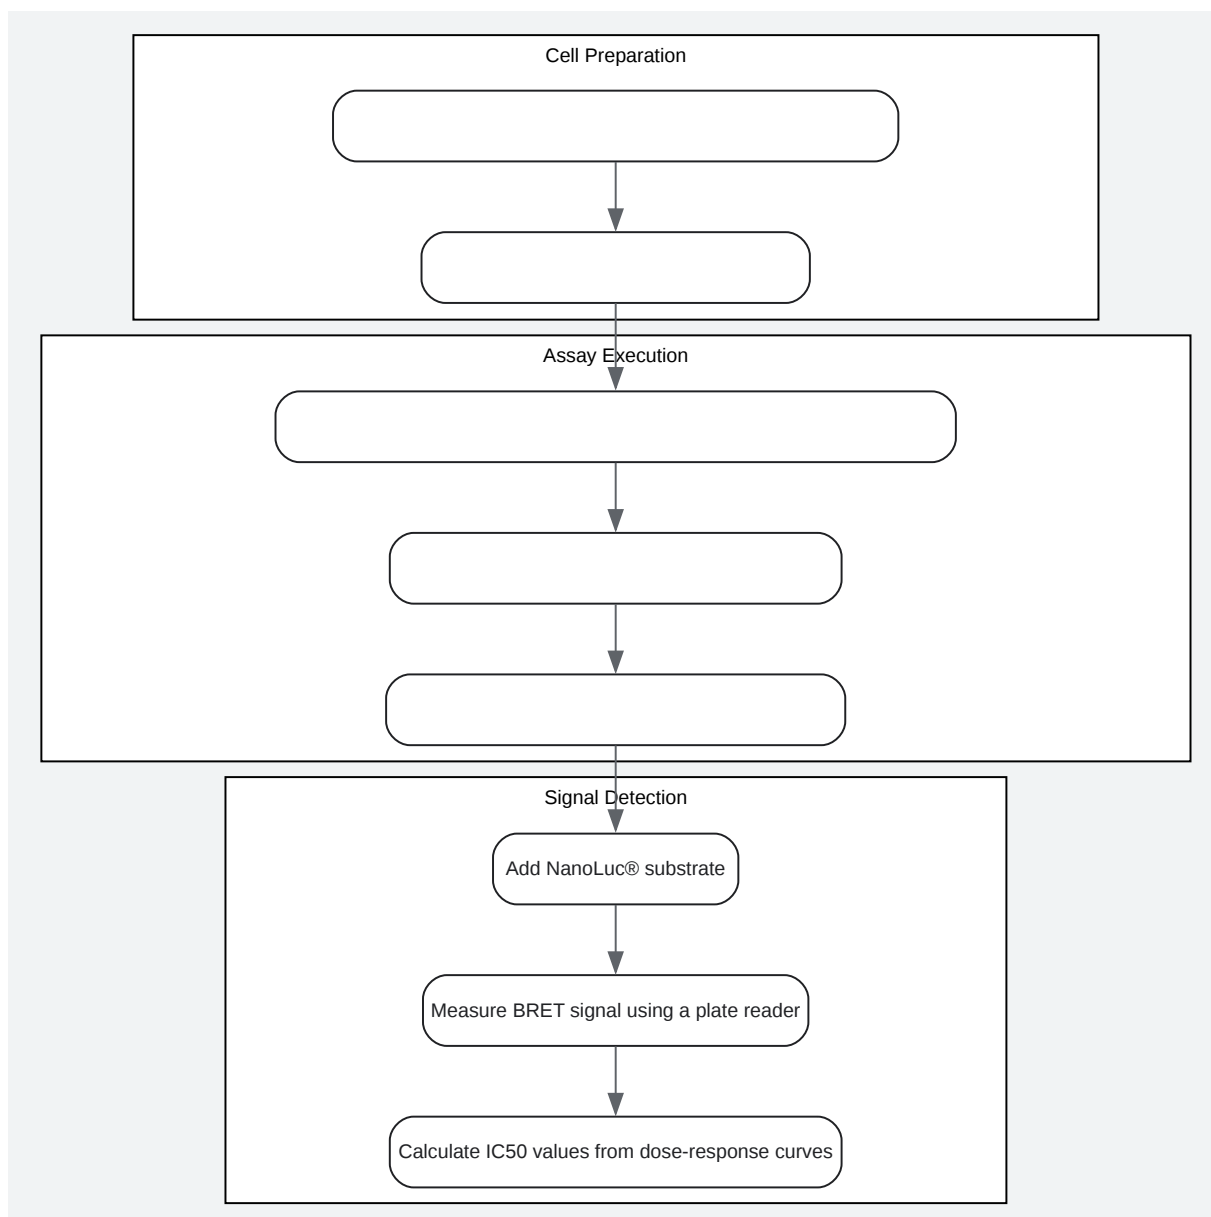 Cell Preparation
Assay Execution
Signal Detection
Add NanoLuc® substrate
Measure BRET signal using a plate reader
Calculate IC50 values from dose-response curves